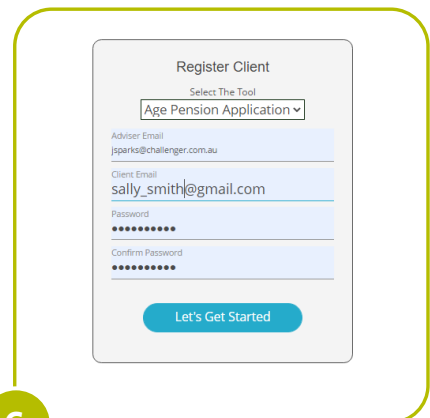 Register Client
Select The Tool
Age Pension Application
Adviser Email
jsparks@challenger.com.au
Client Email
sally_smith@gmail.com
Password
••••••••••
Confirm Password
••••••••••
Let's Get Started